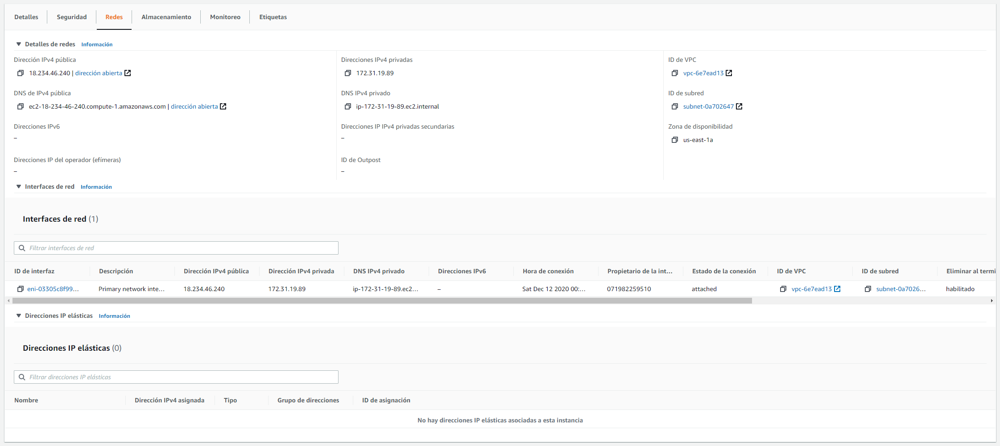 Detalles Seguridad Redes Almacenamiento Monitoreo Etiquetas
Detalles de redes Información
Dirección IPv4 pública
18.234.46.240 | dirección abierta
DNS de IPv4 pública
ec2-18-234-46-240.compute-1.amazonaws.com | dirección abierta
Direcciones IPv6
–
Direcciones IP del operador (efímeras)
–
Direcciones IPv4 privadas
172.31.19.89
DNS IPv4 privado
ip-172-31-19-89.ec2.internal
Direcciones IP IPv4 privadas secundarias
–
ID de Outpost
–
ID de VPC
vpc-6e7ead13
ID de subred
subnet-0a702647
Zona de disponibilidad
us-east-1a
Interfaces de red Información
Interfaces de red (1)
Filtrar interfaces de red
ID de interfaz Descripción Dirección IPv4 pública Dirección IPv4 privada DNS IPv4 privado Direcciones IPv6 Hora de conexión Propietario de la int... Estado de la conexión ID de VPC ID de subred Eliminar al termi
eni-03305c8f99... Primary network inte... 18.234.46.240 172.31.19.89 ip-172-31-19-89.ec2... – Sat Dec 12 2020 00:... 071982259510 attached vpc-6e7ead13 subnet-0a7026... habilitado
Direcciones IP elásticas Información
Direcciones IP elásticas (0)
Filtrar direcciones IP elásticas
Nombre Dirección IPv4 asignada Tipo Grupo de direcciones ID de asignación
No hay direcciones IP elásticas asociadas a esta instancia